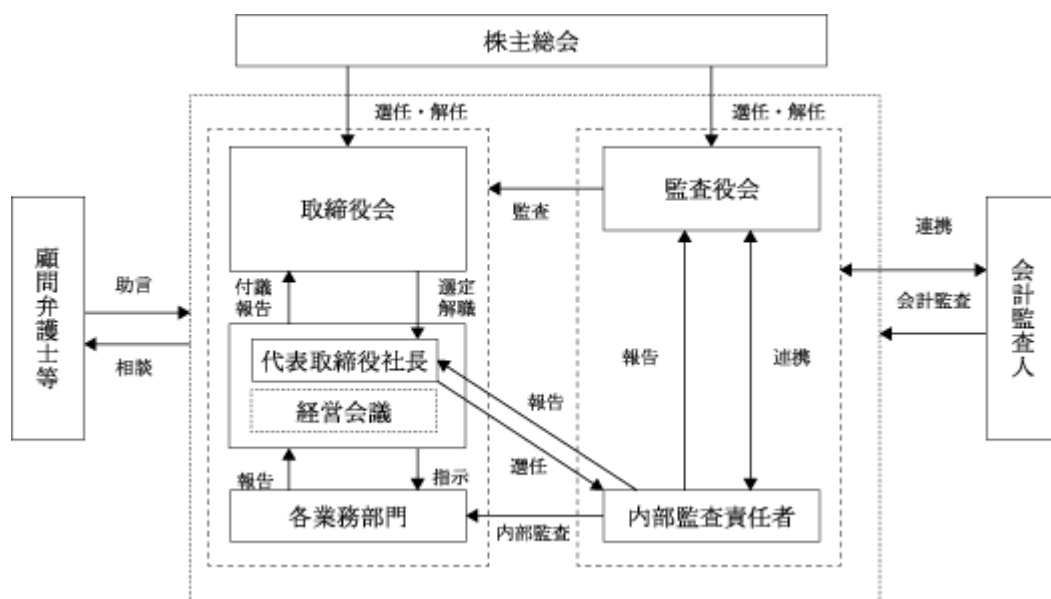 株主総会
選任・解任
選任・解任
取締役会
監査役会
監査
顧問弁護士等
助言
相談
連携
会計監査
会計監査人
付議
報告
選定
解職
代表取締役社長
経営会議
報告
連携
報告
選任
報告
指示
各業務部門
内部監査
内部監査責任者